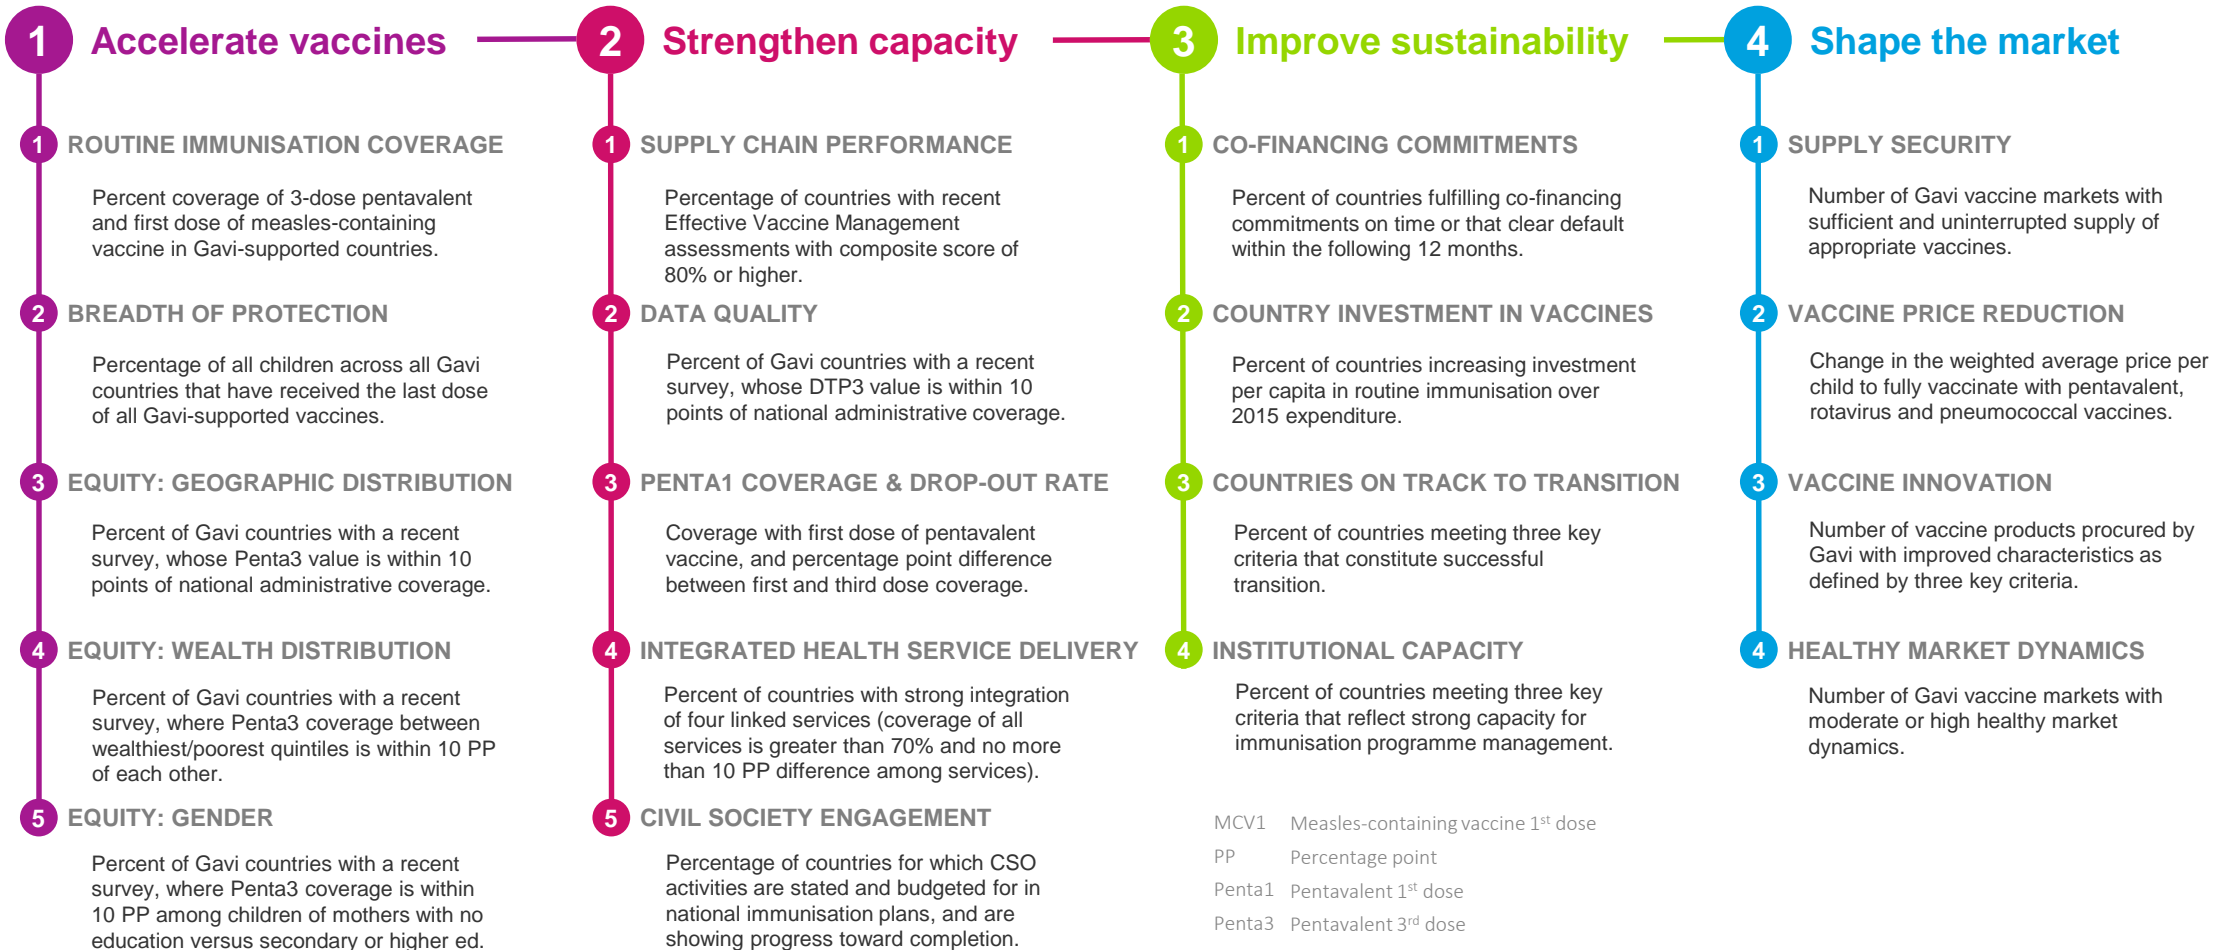 1 Accelerate vaccines
1 ROUTINE IMMUNISATION COVERAGE
Percent coverage of 3-dose pentavalent
and first dose of measles-containing
vaccine in Gavi-supported countries.
2 BREADTH OF PROTECTION
Percentage of all children across all Gavi
countries that have received the last dose
of all Gavi-supported vaccines.
3 EQUITY: GEOGRAPHIC DISTRIBUTION
Percent of Gavi countries with a recent
survey, whose Penta3 value is within 10
points of national administrative coverage.
4 EQUITY: WEALTH DISTRIBUTION
Percent of Gavi countries with a recent
survey, where Penta3 coverage between
wealthiest/poorest quintiles is within 10 PP
of each other.
5 EQUITY: GENDER
Percent of Gavi countries with a recent
survey, where Penta3 coverage is within
10 PP among children of mothers with no
education versus secondary or higher ed.
2 Strengthen capacity
1 SUPPLY CHAIN PERFORMANCE
Percentage of countries with recent
Effective Vaccine Management
assessments with composite score of
80% or higher.
2 DATA QUALITY
Percent of Gavi countries with a recent
survey, whose DTP3 value is within 10
points of national administrative coverage.
3 PENTA1 COVERAGE & DROP-OUT RATE
Coverage with first dose of pentavalent
vaccine, and percentage point difference
between first and third dose coverage.
4 INTEGRATED HEALTH SERVICE DELIVERY
Percent of countries with strong integration
of four linked services (coverage of all
services is greater than 70% and no more
than 10 PP difference among services).
5 CIVIL SOCIETY ENGAGEMENT
Percentage of countries for which CSO
activities are stated and budgeted for in
national immunisation plans, and are
showing progress toward completion.
3 Improve sustainability
1 CO-FINANCING COMMITMENTS
Percent of countries fulfilling co-financing
commitments on time or that clear default
within the following 12 months.
2 COUNTRY INVESTMENT IN VACCINES
Percent of countries increasing investment
per capita in routine immunisation over
2015 expenditure.
3 COUNTRIES ON TRACK TO TRANSITION
Percent of countries meeting three key
criteria that constitute successful
transition.
4 INSTITUTIONAL CAPACITY
Percent of countries meeting three key
criteria that reflect strong capacity for
immunisation programme management.
MCV1 Measles-containing vaccine 1st dose
PP Percentage point
Penta1 Pentavalent 1st dose
Penta3 Pentavalent 3rd dose
4 Shape the market
1 SUPPLY SECURITY
Number of Gavi vaccine markets with
sufficient and uninterrupted supply of
appropriate vaccines.
2 VACCINE PRICE REDUCTION
Change in the weighted average price per
child to fully vaccinate with pentavalent,
rotavirus and pneumococcal vaccines.
3 VACCINE INNOVATION
Number of vaccine products procured by
Gavi with improved characteristics as
defined by three key criteria.
4 HEALTHY MARKET DYNAMICS
Number of Gavi vaccine markets with
moderate or high healthy market
dynamics.